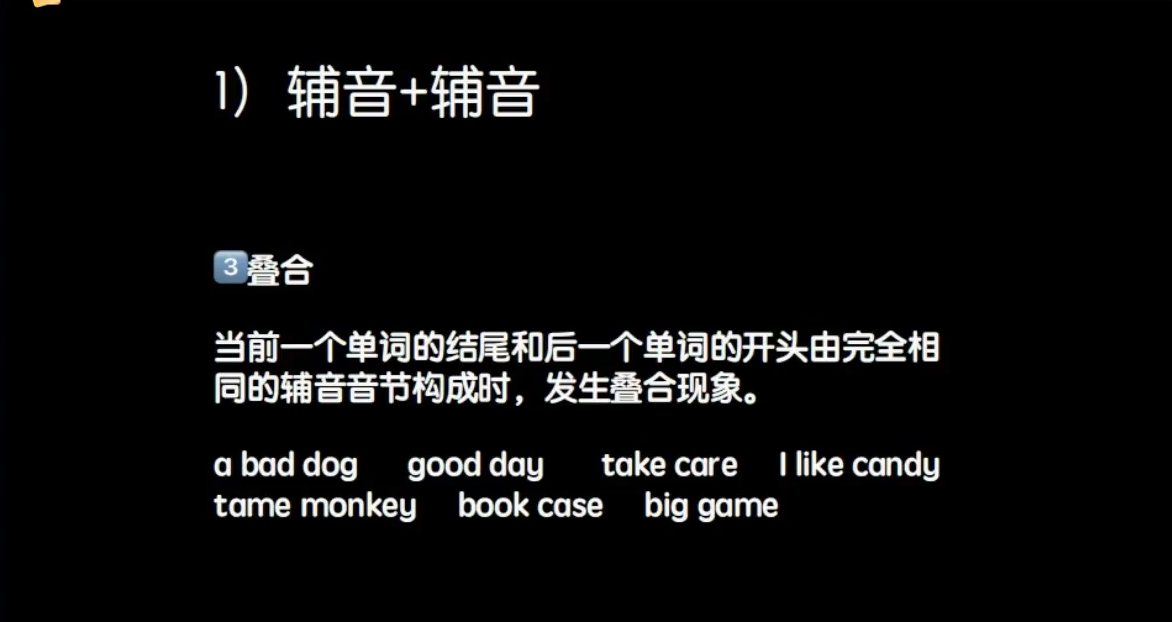 1）辅音+辅音
3叠合
当前一个单词的结尾和后一个单词的开头由完全相
同的辅音音节构成时，发生叠合现象。
a bad dog good day take care I like candy
tame monkey book case big game